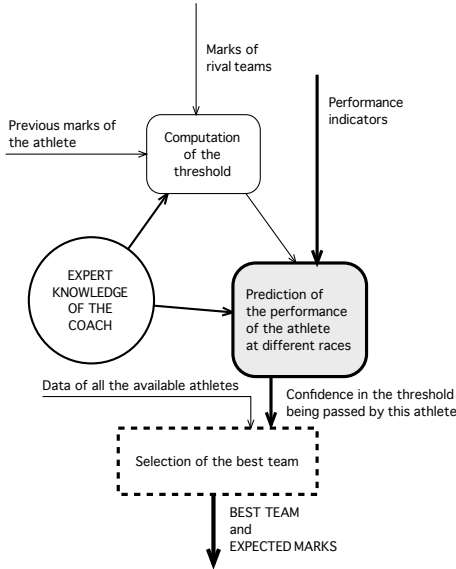 Marks of
rival teams
Performance
indicators
Previous marks of
the athlete
Computation
of the
threshold
EXPERT
KNOWLEDGE
OF THE
COACH
Prediction of
the performance
of the athlete
at different races
Data of all the available athletes
Confidence in the threshold
being passed by this athlete
Selection of the best team
BEST TEAM
and
EXPECTED MARKS